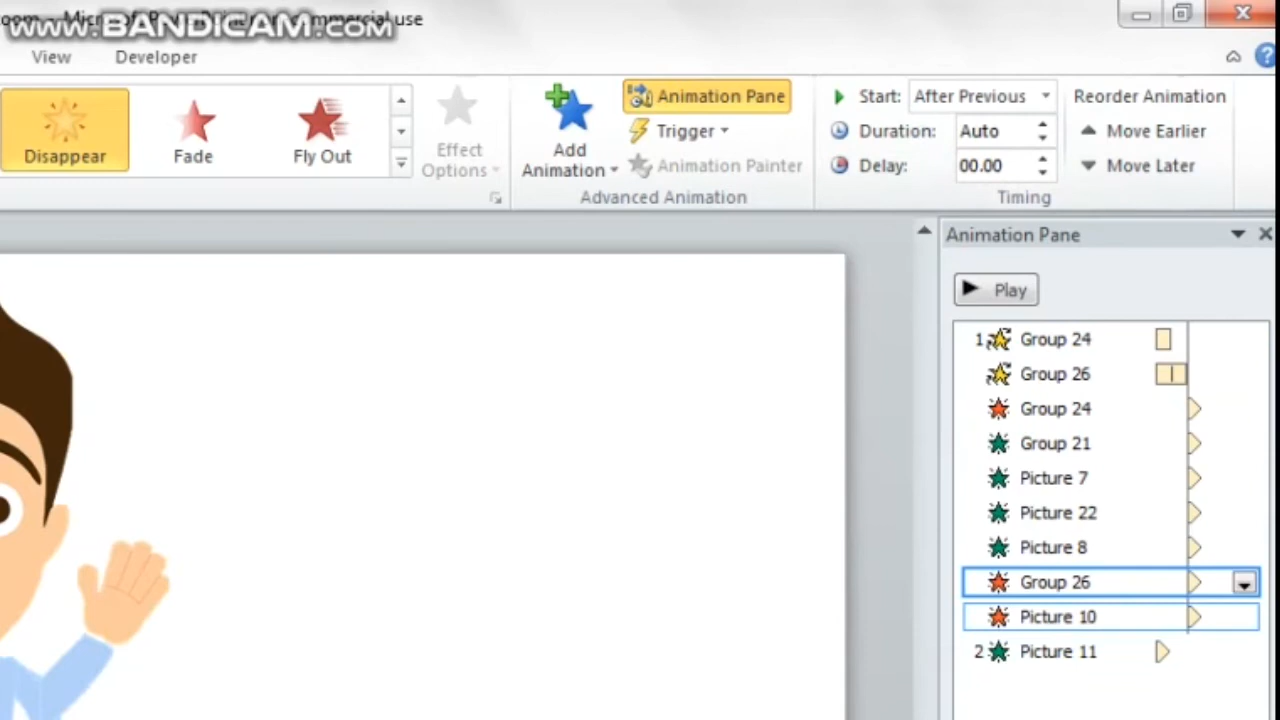 www.BANDICAM.com
use
View Developer
Disappear Fade Fly Out
Effect Options
Add Animation
Animation Pane
Trigger
Animation Painter
Advanced Animation
Start: After Previous
Duration: Auto
Delay: 00.00
Timing
Reorder Animation
Move Earlier
Move Later
Animation Pane
Play
1 Group 24
Group 26
Group 24
Group 21
Picture 7
Picture 22
Picture 8
Group 26
Picture 10
2 Picture 11